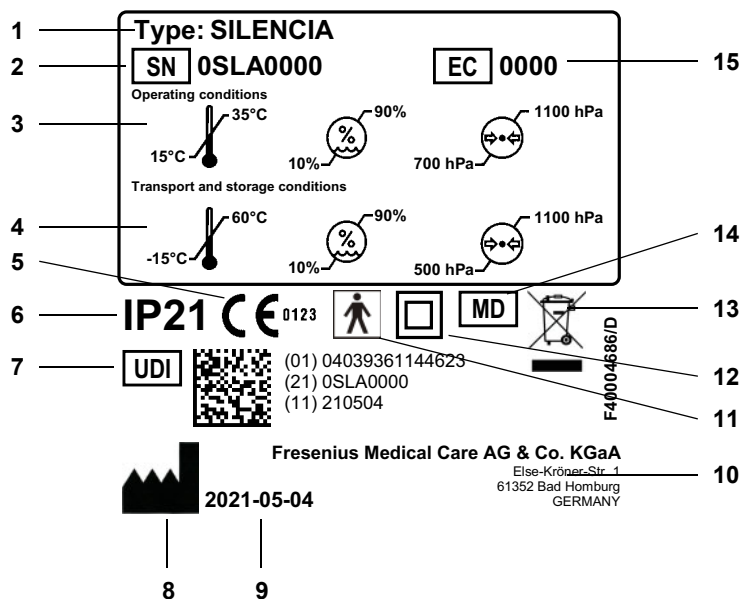 1 Type: SILENCIA
2 SN 0SLA0000 EC 0000 15
Operating conditions
3 35°C 90% 1100 hPa
15°C 10% % 700 hPa
Transport and storage conditions
4 60°C 90% 1100 hPa 14
-15°C 10% % 500 hPa
5
6 IP21 CE 0123 MD 13
7 UDI (01) 04039361144623 12
(21) 0SLA0000
(11) 210504 11
F40004686/D
Fresenius Medical Care AG & Co. KGaA
Else-Kröner-Str. 1 10
61352 Bad Homburg
GERMANY
2021-05-04
8 9